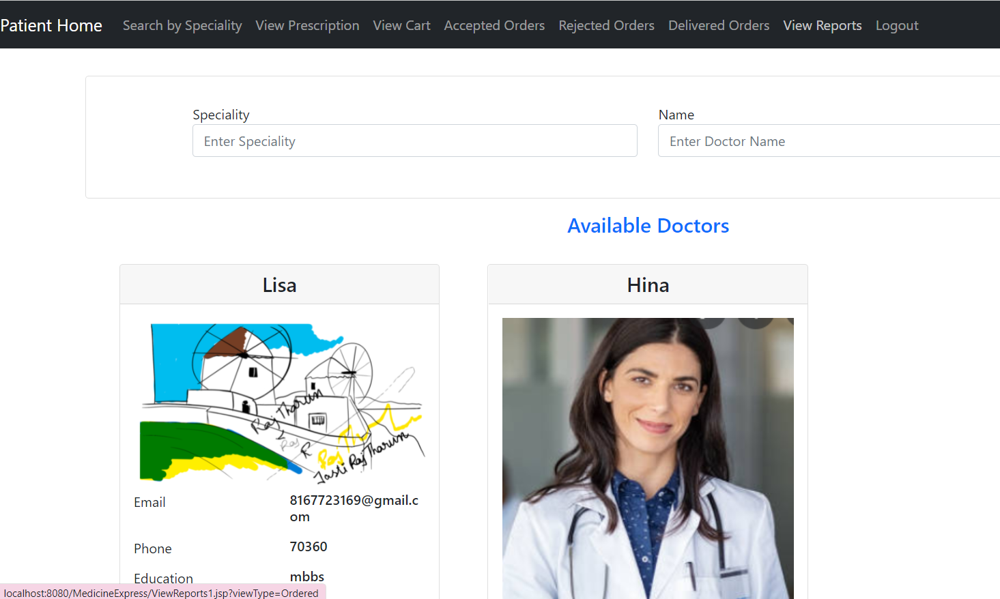 Patient Home Search by Speciality View Prescription View Cart Accepted Orders Rejected Orders Delivered Orders View Reports Logout
Speciality Name
Enter Speciality Enter Doctor Name
Available Doctors
Lisa Hina
Raj Tharun
Raj
R
Raj Th
Jasti Raj Tharun
Email 8167723169@gmail.c
om
Phone 70360
Education mbbs
localhost:8080/MedicineExpress/ViewReports1.jsp?viewType=Ordered